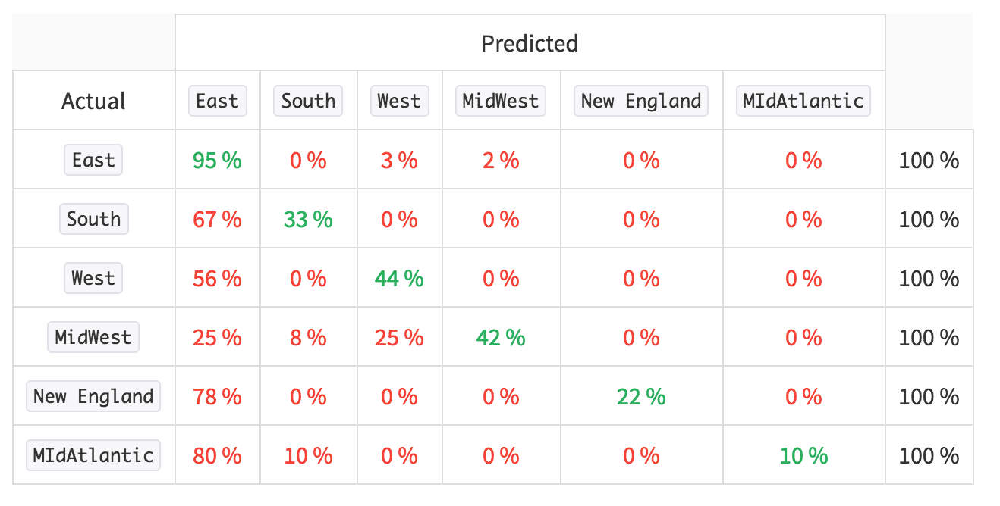 Predicted
Actual East South West MidWest New England MIdAtlantic
East 95 % 0 % 3 % 2 % 0 % 0 % 100 %
South 67 % 33 % 0 % 0 % 0 % 0 % 100 %
West 56 % 0 % 44 % 0 % 0 % 0 % 100 %
MidWest 25 % 8 % 25 % 42 % 0 % 0 % 100 %
New England 78 % 0 % 0 % 0 % 22 % 0 % 100 %
MIdAtlantic 80 % 10 % 0 % 0 % 0 % 10 % 100 %